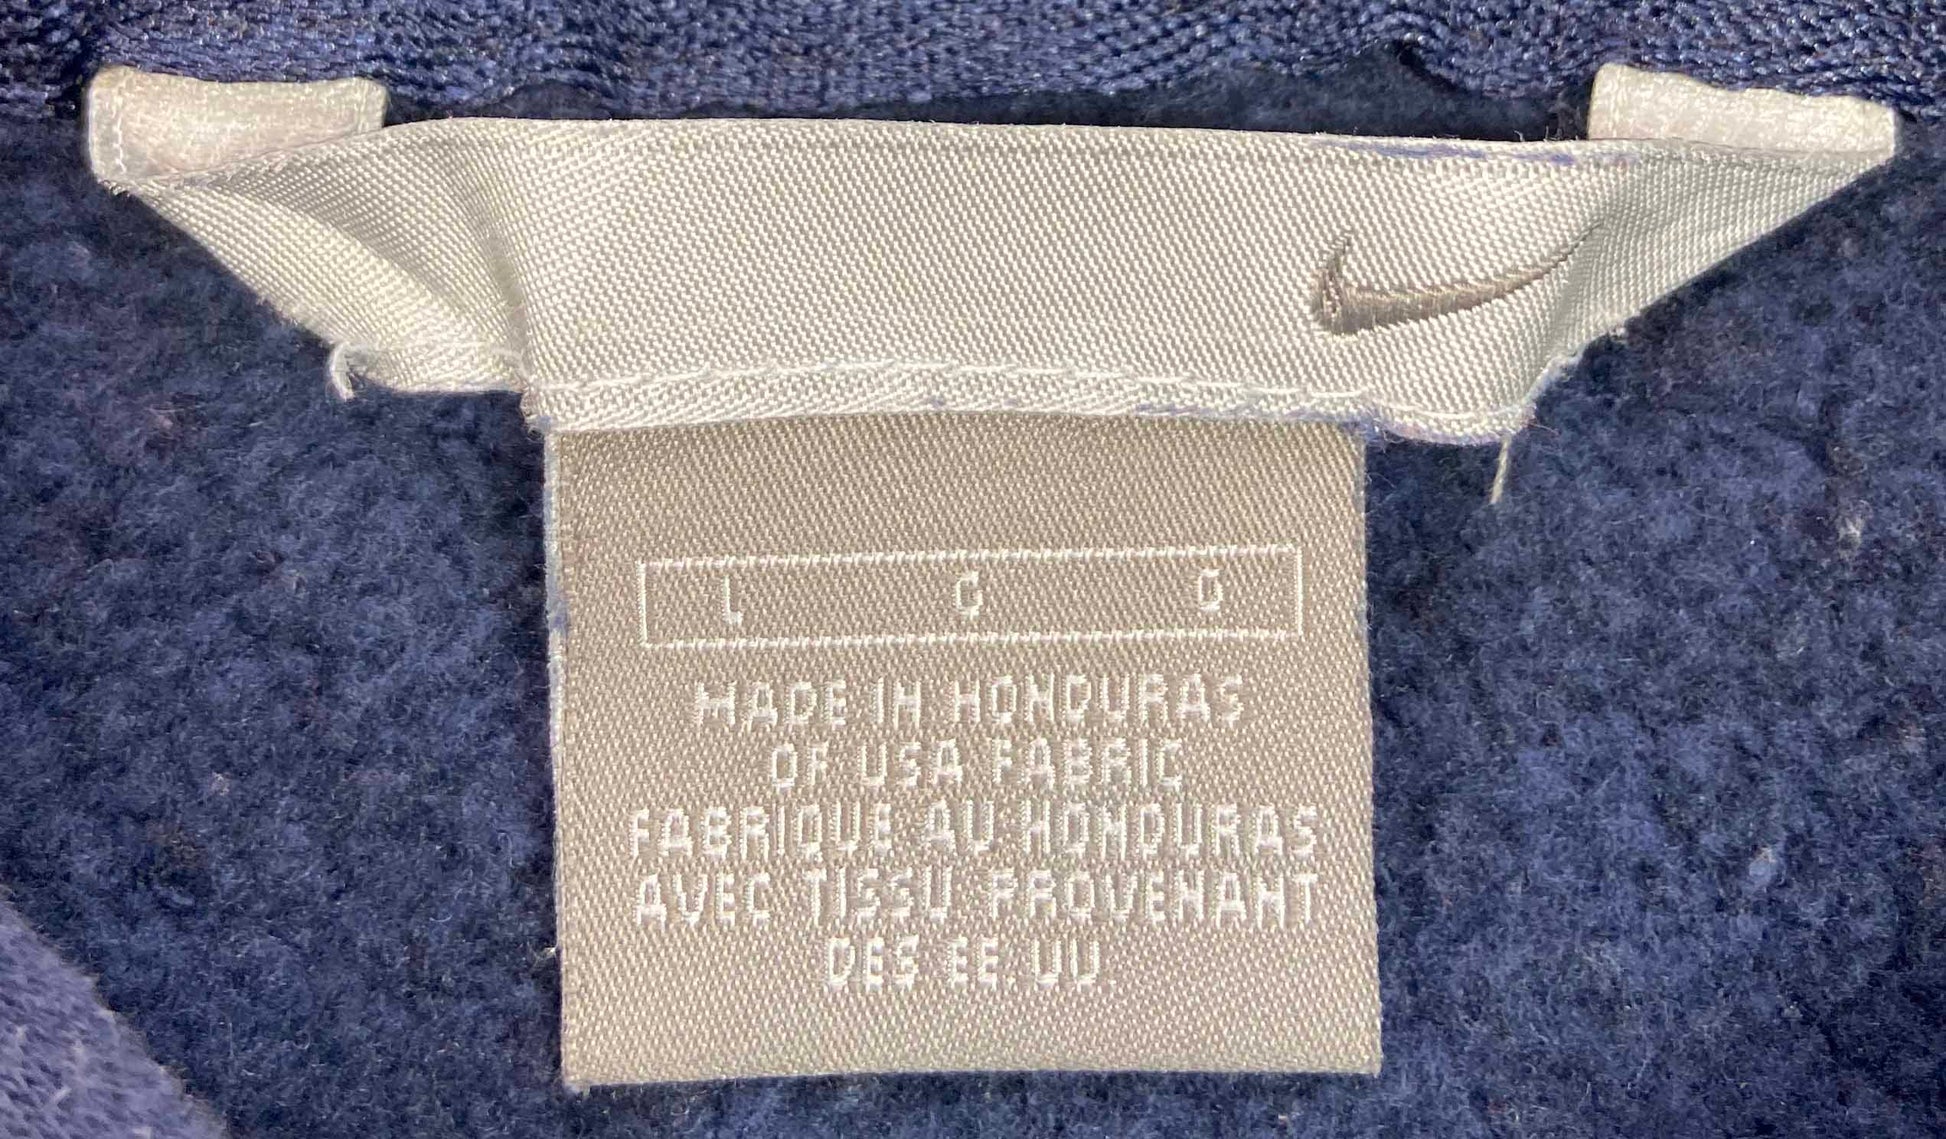 L G G
MADE IN HONDURAS
OF USA FABRIC
FABRIQUE AU HONDURAS
AVEC TISSU PROVENANT
DES EE.UU.